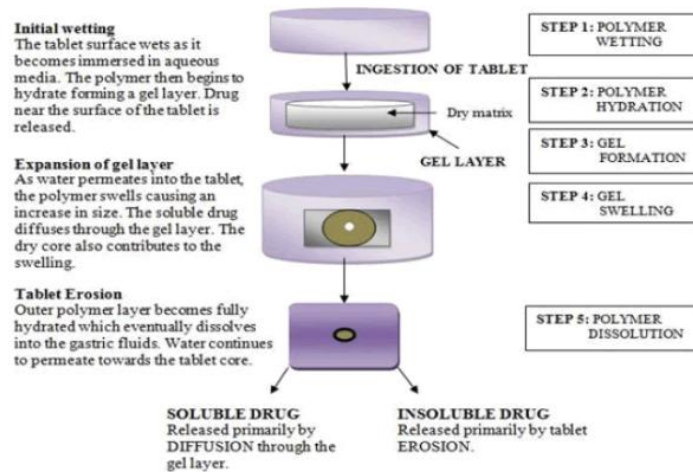 Initial wetting
The tablet surface wets as it
becomes immersed in aqueous
media. The polymer then begins to
hydrate forming a gel layer. Drug
near the surface of the tablet is
released.
Expansion of gel layer
As water permeates into the tablet,
the polymer swells causing an
increase in size. The soluble drug
diffuses through the gel layer. The
dry core also contributes to the
swelling.
Tablet Erosion
Outer polymer layer becomes fully
hydrated which eventually dissolves
into the gastric fluids. Water continues
to permeate towards the tablet core.
INGESTION OF TABLET
Dry matrix
GEL LAYER
STEP 1: POLYMER
WETTING
STEP 2: POLYMER
HYDRATION
STEP 3: GEL
FORMATION
STEP 4: GEL
SWELLING
STEP 5: POLYMER
DISSOLUTION
SOLUBLE DRUG
Released primarily by
DIFFUSION through the
gel layer.
INSOLUBLE DRUG
Released primarily by tablet
EROSION.